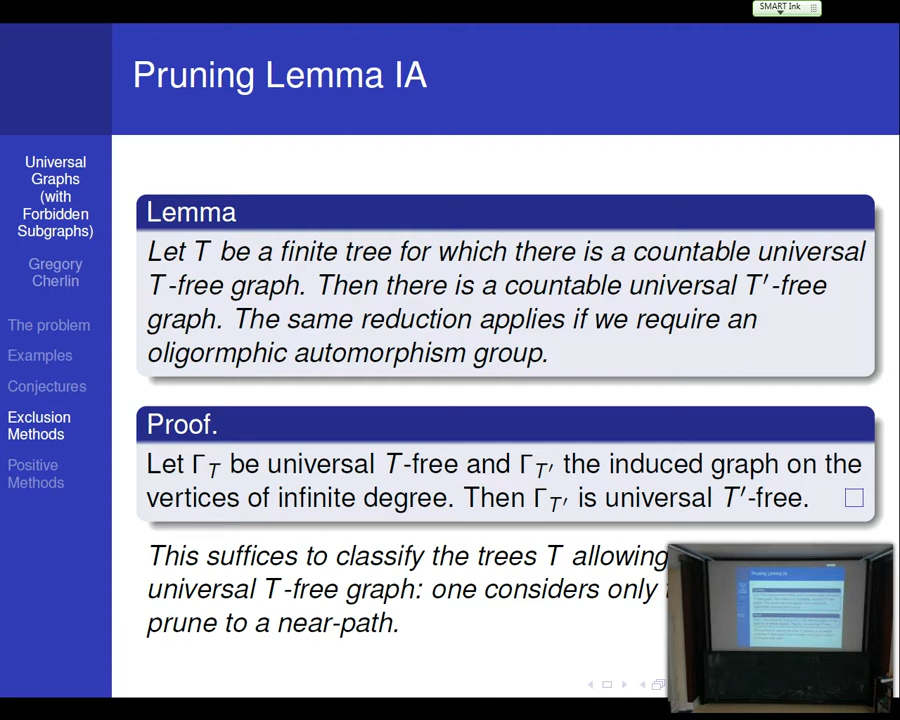 SMART Ink
Pruning Lemma IA
Universal
Graphs
(with
Forbidden
Subgraphs)
Gregory
Cherlin
The problem
Examples
Conjectures
Exclusion
Methods
Positive
Methods
Lemma
Let T be a finite tree for which there is a countable universal
T-free graph. Then there is a countable universal T′-free
graph. The same reduction applies if we require an
oligormphic automorphism group.
Proof.
Let Γ_T be universal T-free and Γ_T′ the induced graph on the
vertices of infinite degree. Then Γ_T′ is universal T′-free. □
This suffices to classify the trees T allowing
universal T-free graph: one considers only
prune to a near-path.
Pruning Lemma IA